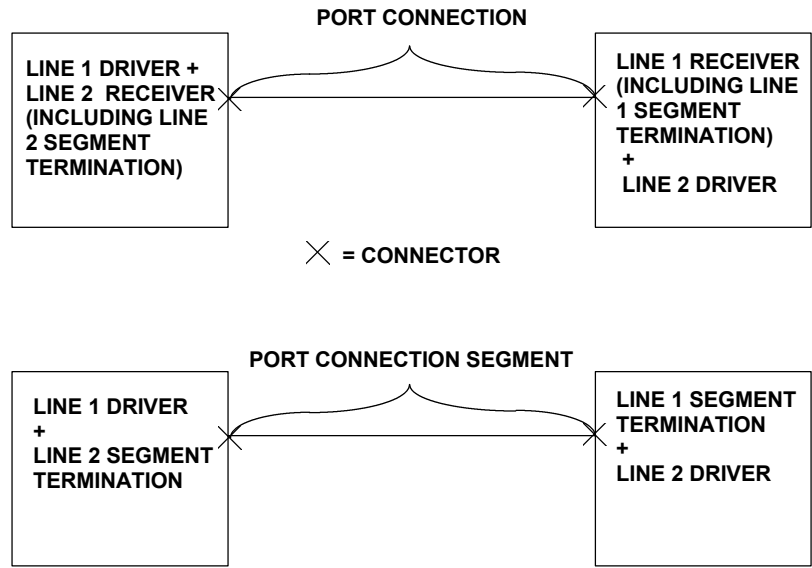 PORT CONNECTION
LINE 1 DRIVER +
LINE 2 RECEIVER
(INCLUDING LINE
2 SEGMENT
TERMINATION)
LINE 1 RECEIVER
(INCLUDING LINE
1 SEGMENT
TERMINATION)
+
LINE 2 DRIVER
= CONNECTOR
PORT CONNECTION SEGMENT
LINE 1 DRIVER
+
LINE 2 SEGMENT
TERMINATION
LINE 1 SEGMENT
TERMINATION
+
LINE 2 DRIVER